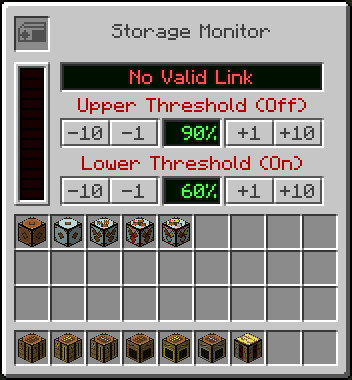 Storage Monitor
No Valid Link
Upper Threshold (Off)
-10 -1 90% +1 +10
Lower Threshold (On)
-10 -1 60% +1 +10